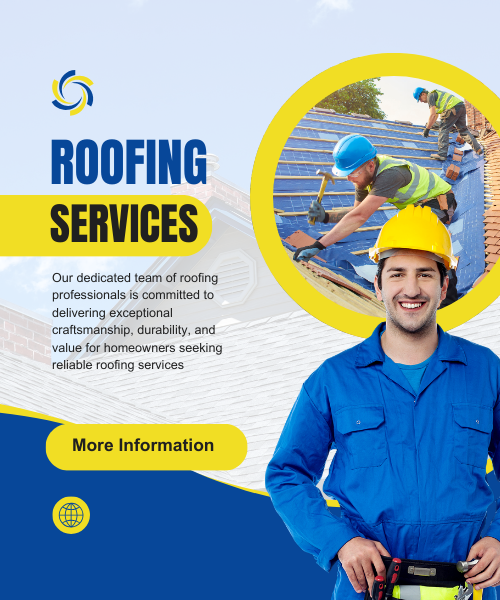 ROOFING
SERVICES
Our dedicated team of roofing
professionals is committed to
delivering exceptional
craftsmanship, durability, and
value for homeowners seeking
reliable roofing services
More Information